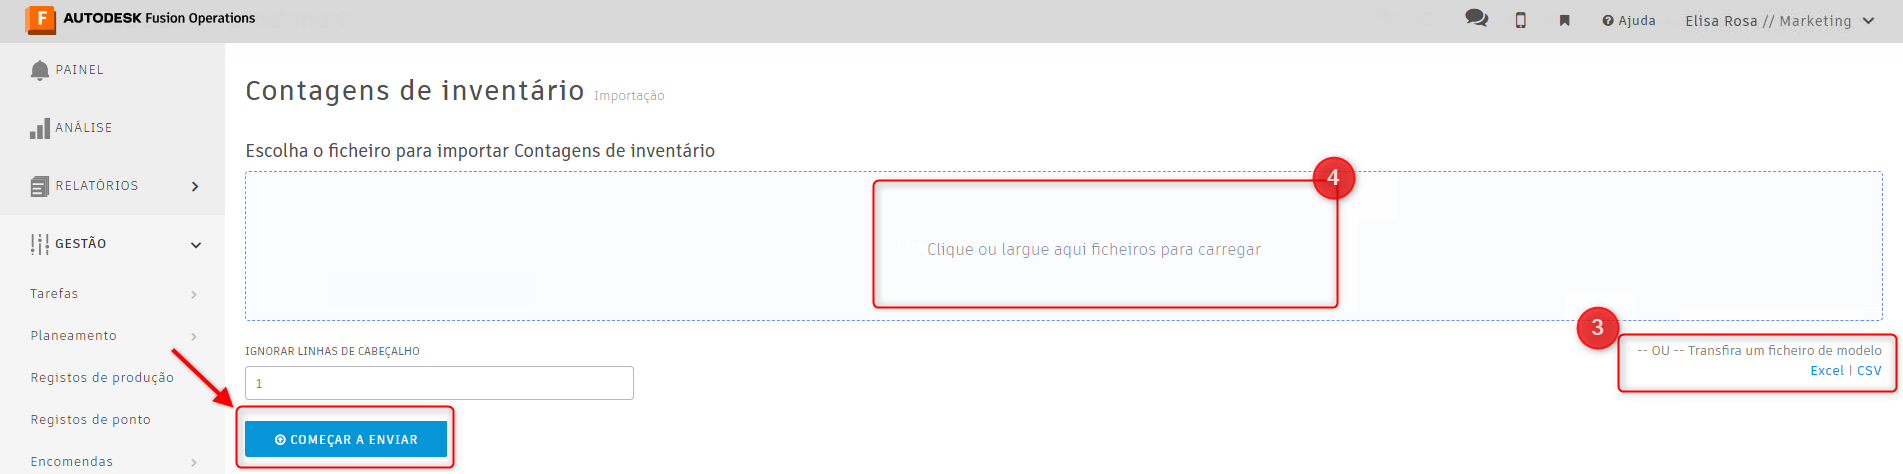 F AUTODESK Fusion Operations
Ajuda
Elisa Rosa // Marketing
PAINEL
ANÁLISE
RELATÓRIOS
GESTÃO
Tarefas
Planeamento
Registos de produção
Registos de ponto
Encomendas
Contagens de inventário Importação
Escolha o ficheiro para importar Contagens de inventário
4
Clique ou largue aqui ficheiros para carregar
3
IGNORAR LINHAS DE CABEÇALHO
-- OU -- Transfira um ficheiro de modelo
Excel | CSV
1
COMEÇAR A ENVIAR